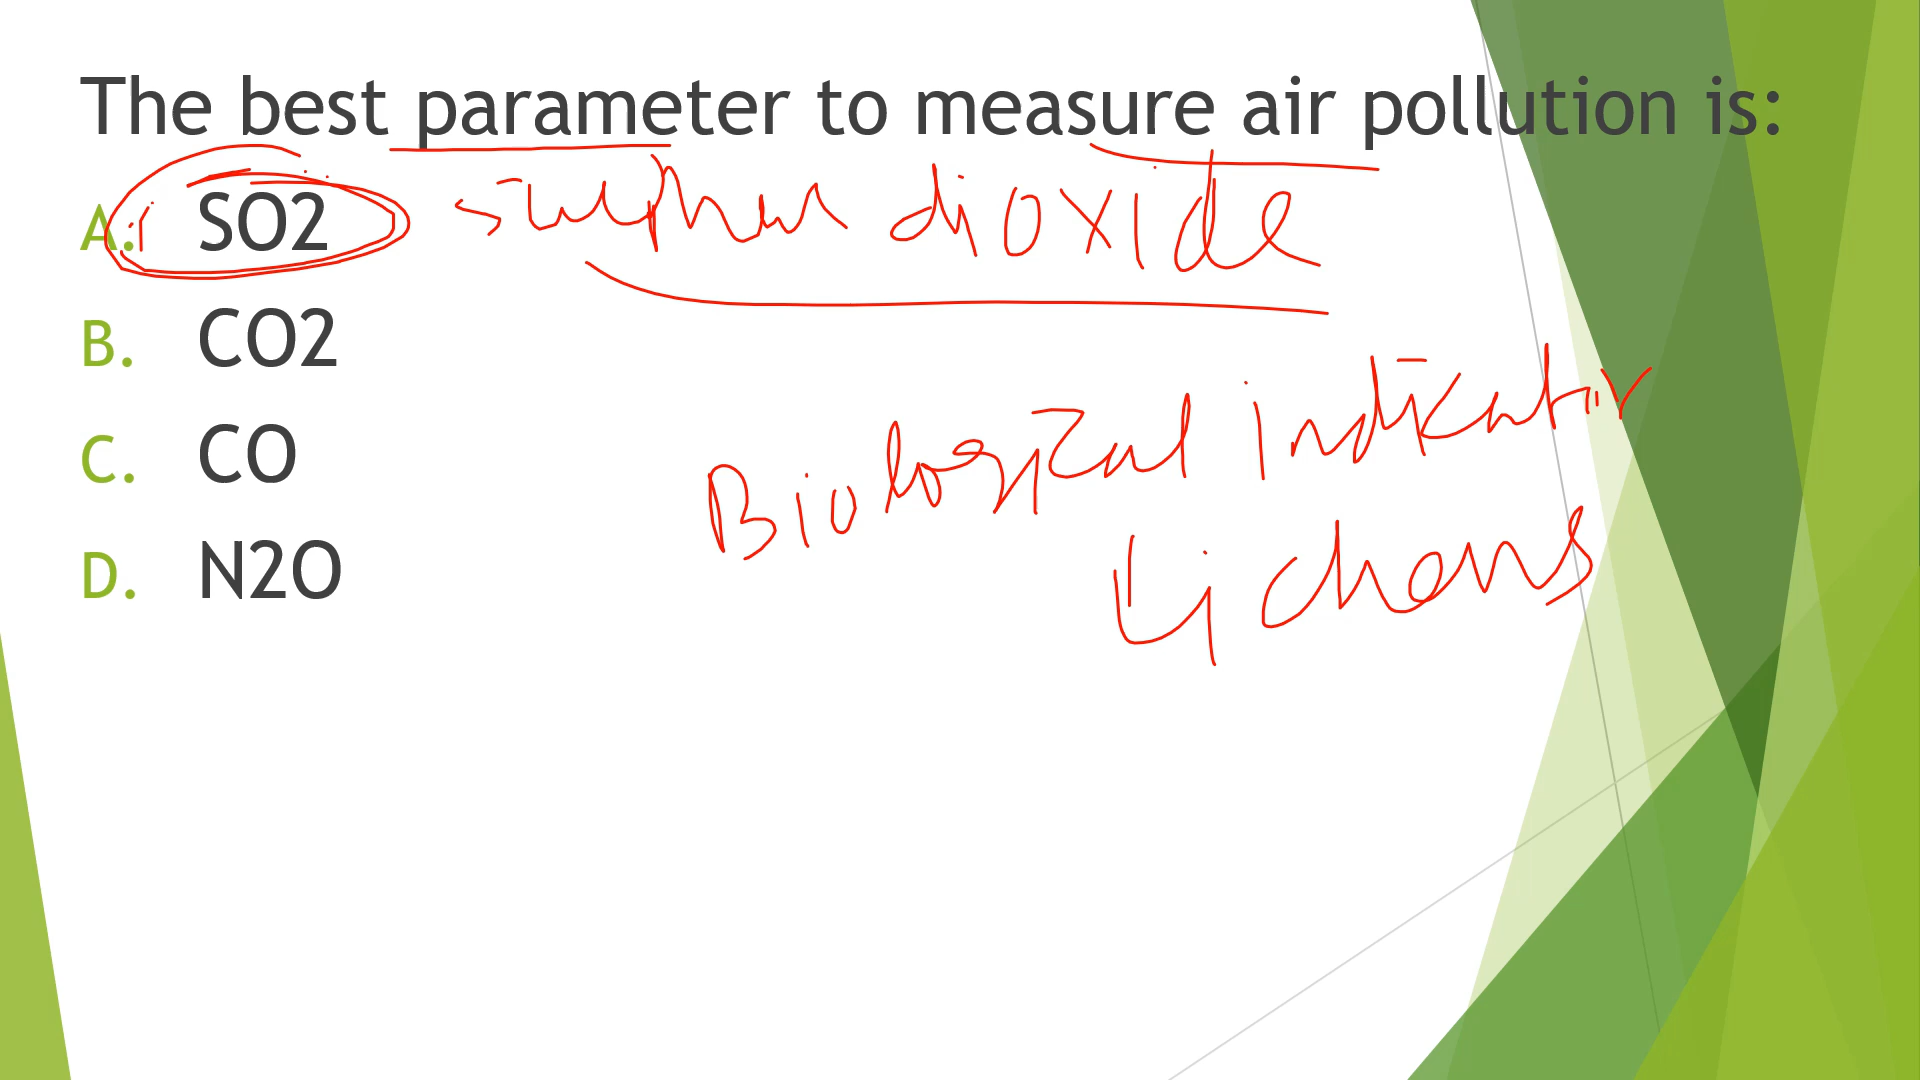 The best parameter to measure air pollution is:
A. SO2 sulphur dioxide
B. CO2
C. CO
D. N2O
Biological indicator
Lichens